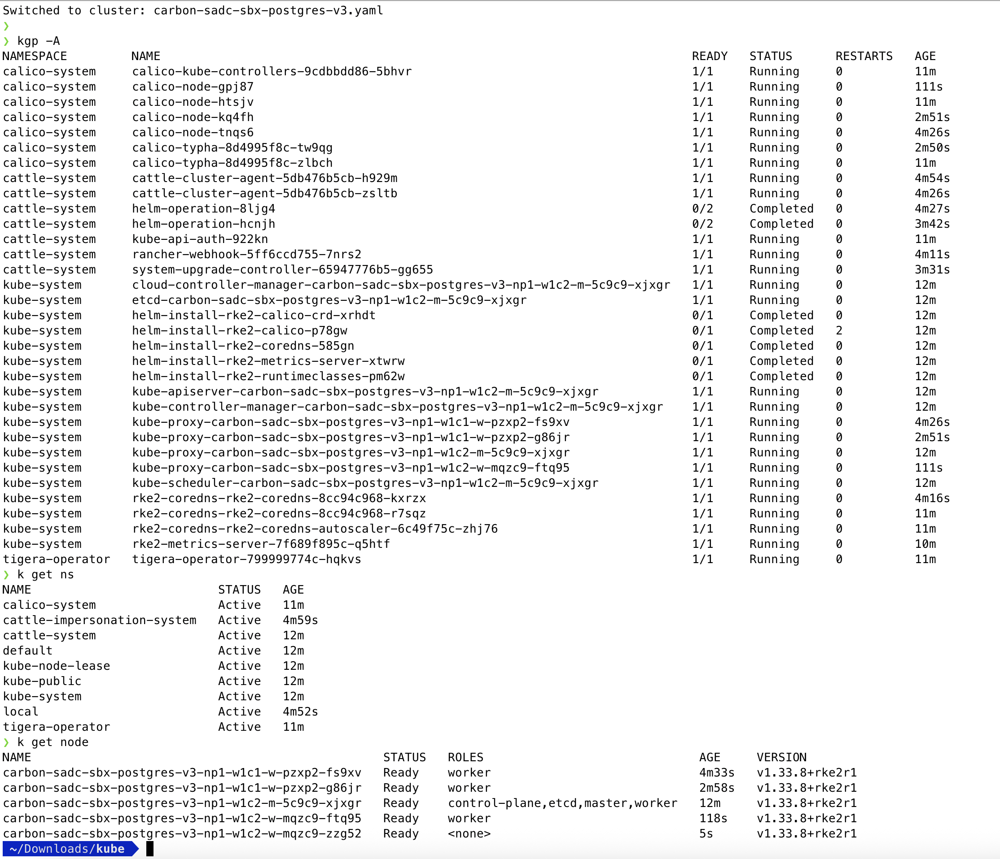 Switched to cluster: carbon-sadc-sbx-postgres-v3.yaml
❯
❯ kgp -A
NAMESPACE NAME READY STATUS RESTARTS AGE
calico-system calico-kube-controllers-9cdbbdd86-5bhvr 1/1 Running 0 11m
calico-system calico-node-gpj87 1/1 Running 0 111s
calico-system calico-node-htsjv 1/1 Running 0 11m
calico-system calico-node-kq4fh 1/1 Running 0 2m51s
calico-system calico-node-tnqs6 1/1 Running 0 4m26s
calico-system calico-typha-8d4995f8c-tw9qg 1/1 Running 0 2m50s
calico-system calico-typha-8d4995f8c-zlbch 1/1 Running 0 11m
cattle-system cattle-cluster-agent-5db476b5cb-h929m 1/1 Running 0 4m54s
cattle-system cattle-cluster-agent-5db476b5cb-zsltb 1/1 Running 0 4m26s
cattle-system helm-operation-8ljg4 0/2 Completed 0 4m27s
cattle-system helm-operation-hcnjh 0/2 Completed 0 3m42s
cattle-system kube-api-auth-922kn 1/1 Running 0 11m
cattle-system rancher-webhook-5ff6ccd755-7nrs2 1/1 Running 0 4m11s
cattle-system system-upgrade-controller-65947776b5-gg655 1/1 Running 0 3m31s
kube-system cloud-controller-manager-carbon-sadc-sbx-postgres-v3-np1-w1c2-m-5c9c9-xjxgr 1/1 Running 0 12m
kube-system etcd-carbon-sadc-sbx-postgres-v3-np1-w1c2-m-5c9c9-xjxgr 1/1 Running 0 12m
kube-system helm-install-rke2-calico-crd-xrhdt 0/1 Completed 0 12m
kube-system helm-install-rke2-calico-p78gw 0/1 Completed 2 12m
kube-system helm-install-rke2-coredns-585gn 0/1 Completed 0 12m
kube-system helm-install-rke2-metrics-server-xtwrw 0/1 Completed 0 12m
kube-system helm-install-rke2-runtimeclasses-pm62w 0/1 Completed 0 12m
kube-system kube-apiserver-carbon-sadc-sbx-postgres-v3-np1-w1c2-m-5c9c9-xjxgr 1/1 Running 0 12m
kube-system kube-controller-manager-carbon-sadc-sbx-postgres-v3-np1-w1c2-m-5c9c9-xjxgr 1/1 Running 0 12m
kube-system kube-proxy-carbon-sadc-sbx-postgres-v3-np1-w1c1-w-pzxp2-fs9xv 1/1 Running 0 4m26s
kube-system kube-proxy-carbon-sadc-sbx-postgres-v3-np1-w1c1-w-pzxp2-g86jr 1/1 Running 0 2m51s
kube-system kube-proxy-carbon-sadc-sbx-postgres-v3-np1-w1c2-m-5c9c9-xjxgr 1/1 Running 0 12m
kube-system kube-proxy-carbon-sadc-sbx-postgres-v3-np1-w1c2-w-mqzc9-ftq95 1/1 Running 0 111s
kube-system kube-scheduler-carbon-sadc-sbx-postgres-v3-np1-w1c2-m-5c9c9-xjxgr 1/1 Running 0 12m
kube-system rke2-coredns-rke2-coredns-8cc94c968-kxrzx 1/1 Running 0 4m16s
kube-system rke2-coredns-rke2-coredns-8cc94c968-r7sqz 1/1 Running 0 11m
kube-system rke2-coredns-rke2-coredns-autoscaler-6c49f75c-zhj76 1/1 Running 0 11m
kube-system rke2-metrics-server-7f689f895c-q5htf 1/1 Running 0 10m
tigera-operator tigera-operator-799999774c-hqkvs 1/1 Running 0 11m
❯ k get ns
NAME STATUS AGE
calico-system Active 11m
cattle-impersonation-system Active 4m59s
cattle-system Active 12m
default Active 12m
kube-node-lease Active 12m
kube-public Active 12m
kube-system Active 12m
local Active 4m52s
tigera-operator Active 11m
❯ k get node
NAME STATUS ROLES AGE VERSION
carbon-sadc-sbx-postgres-v3-np1-w1c1-w-pzxp2-fs9xv Ready worker 4m33s v1.33.8+rke2r1
carbon-sadc-sbx-postgres-v3-np1-w1c1-w-pzxp2-g86jr Ready worker 2m58s v1.33.8+rke2r1
carbon-sadc-sbx-postgres-v3-np1-w1c2-m-5c9c9-xjxgr Ready control-plane,etcd,master,worker 12m v1.33.8+rke2r1
carbon-sadc-sbx-postgres-v3-np1-w1c2-w-mqzc9-ftq95 Ready worker 118s v1.33.8+rke2r1
carbon-sadc-sbx-postgres-v3-np1-w1c2-w-mqzc9-zzg52 Ready <none> 5s v1.33.8+rke2r1
~/Downloads/kube